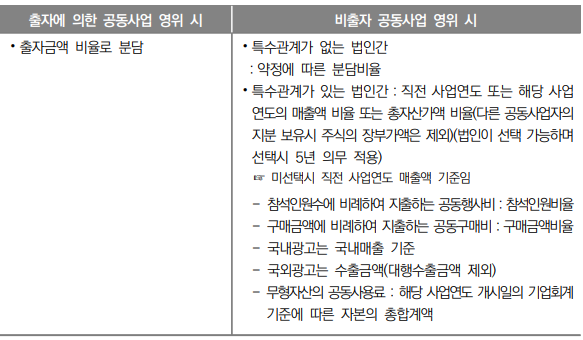 출자에 의한 공동사업 영위 시
비출자 공동사업 영위 시
• 출자금액 비율로 분담
• 특수관계가 없는 법인간
: 약정에 따른 분담비율
• 특수관계가 있는 법인간 : 직전 사업연도 또는 해당 사업
연도의 매출액 비율 또는 총자산가액 비율(다른 공동사업자의
지분 보유시 주식의 장부가액은 제외)(법인이 선택 가능하며
선택시 5년 의무 적용)
☞ 미선택시 직전 사업연도 매출액 기준임
- 참석인원수에 비례하여 지출하는 공동행사비 : 참석인원비율
- 구매금액에 비례하여 지출하는 공동구매비 : 구매금액비율
- 국내광고는 국내매출 기준
- 국외광고는 수출금액(대행수출금액 제외)
- 무형자산의 공동사용료 : 해당 사업연도 개시일의 기업회계
기준에 따른 자본의 총합계액